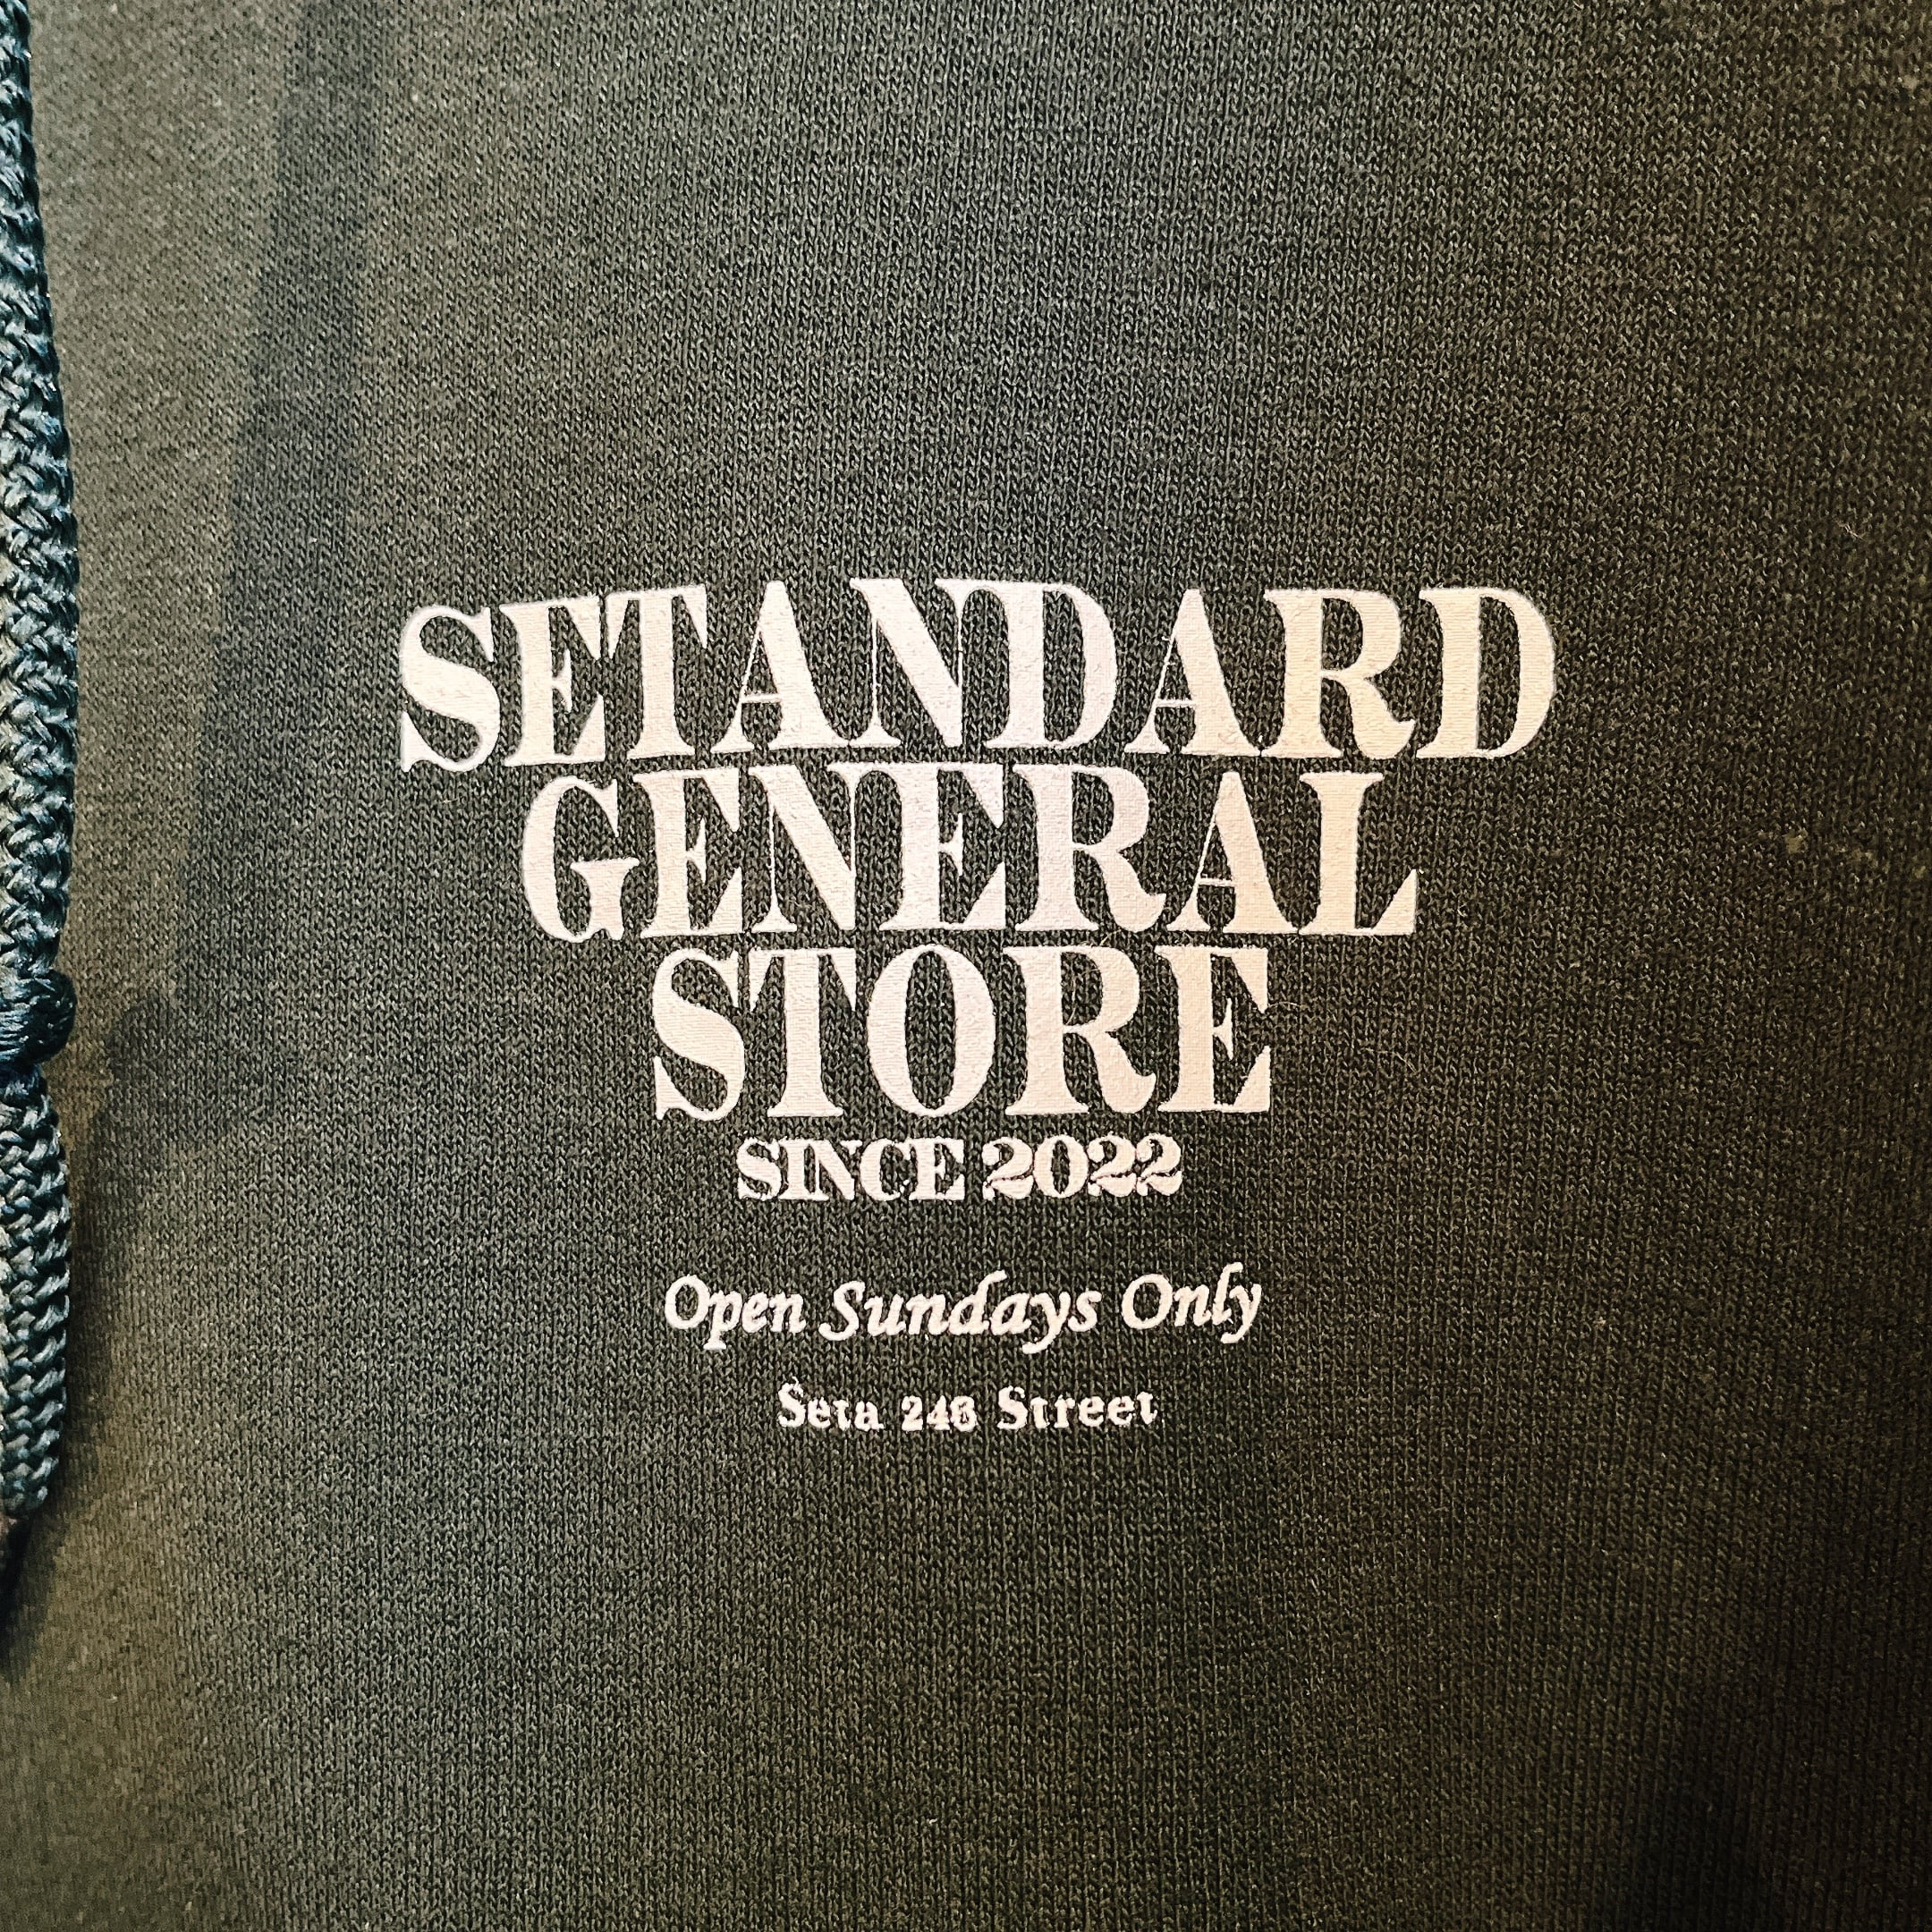 SETANDARD
GENERAL
STORE
SINCE 2022
Open Sundays Only
Seta 246 Street